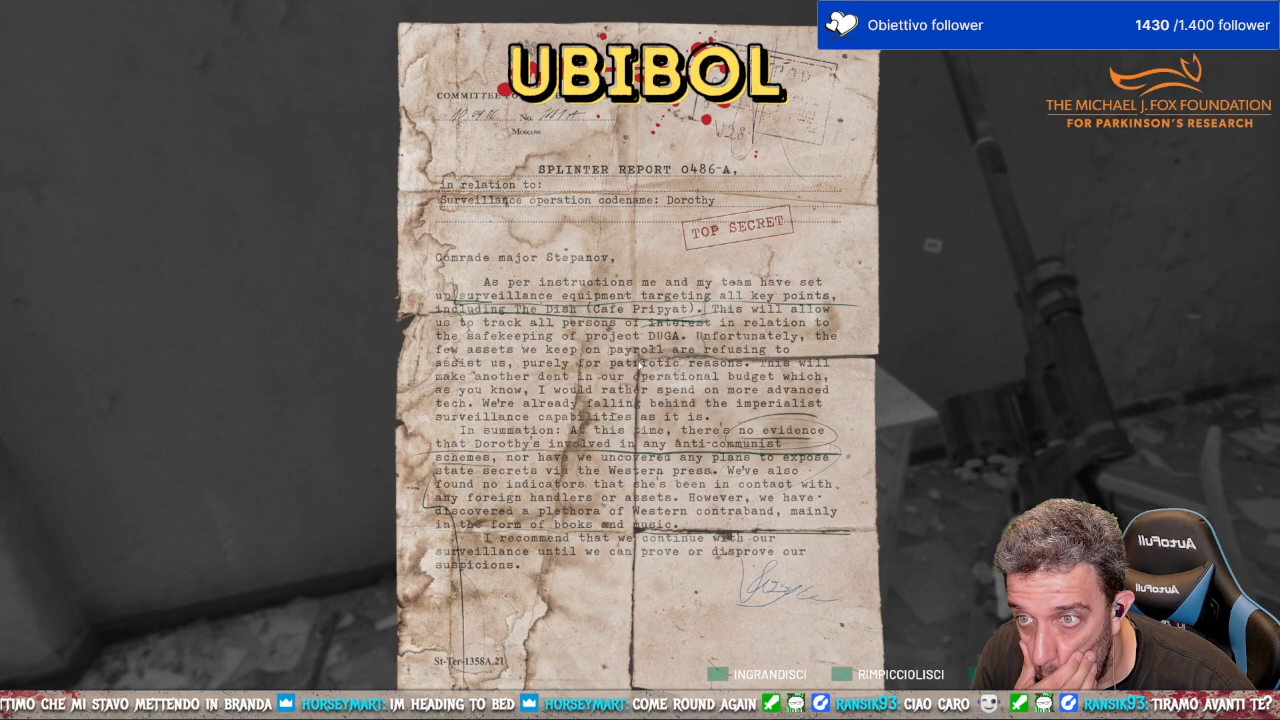 Obiettivo follower 1430 /1.400 follower
UBIBOL
THE MICHAEL J. FOX FOUNDATION
FOR PARKINSON'S RESEARCH
COMMITTEE
No.
Moscow
SPLINTER REPORT 0486-A,
in relation to:
Surveillance operation codename: Dorothy
TOP SECRET
Comrade major Stepanov,
As per instructions me and my team have set
up surveillance equipment targeting all key points,
including The Dish (Cafe Pripyat). This will allow
us to track all persons of interest in relation to
the safekeeping of project DUGA. Unfortunately, the
few assets we keep on payroll are refusing to
assist us, purely for patriotic reasons. This will
make another dent in our operational budget which,
as you know, I would rather spend on more advanced
tech. We're already falling behind the imperialist
surveillance capabilities as it is.
In summation: At this time, there's no evidence
that Dorothy's involved in any anti-communist
schemes, nor have we uncovered any plans to expose
state secrets via the Western press. We've also
found no indicators that she's been in contact with
any foreign handlers or assets. However, we have
discovered a plethora of Western contraband, mainly
in the form of books and music.
I recommend that we continue with our
surveillance until we can prove or disprove our
suspicions.
St-Ter-1358A.21
AutoFull
AutoFull
INGRANDISCI RIMPICCIOLISCI
TTIMO CHE MI STAVO METTENDO IN BRANDA HORSEYMART: IM HEADING TO BED HORSEYMART: COME ROUND AGAIN RANSIK93: CIAO CARO RANSIK93: TIRAMO AVANTI TE?